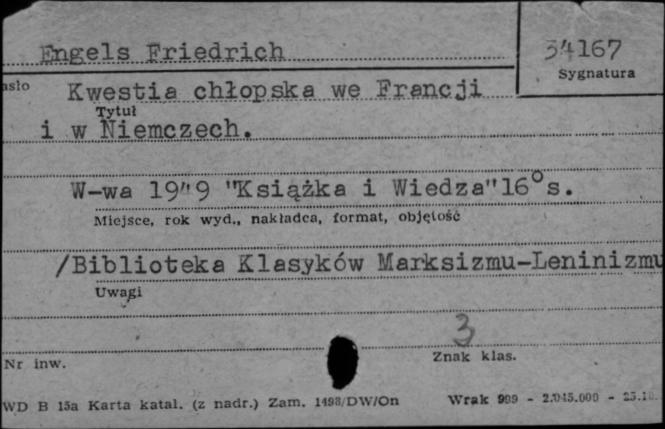 Engels Friedrich
34167
Sygnatura
Kwestia chłopska we Francji
Tytuł
i w Niemczech.
W-wa 1949 "Książka i Wiedza" 16° s.
Miejsce, rok wyd., nakładca, format, objętość
/Biblioteka Klasyków Marksizmu-Leninizmu
Uwagi
3
Nr inw.
Znak klas.
WD B 15a Karta katal. (z nadr.) Zam. 1498/DW/On
Wrak 999 - 2.045.000 -